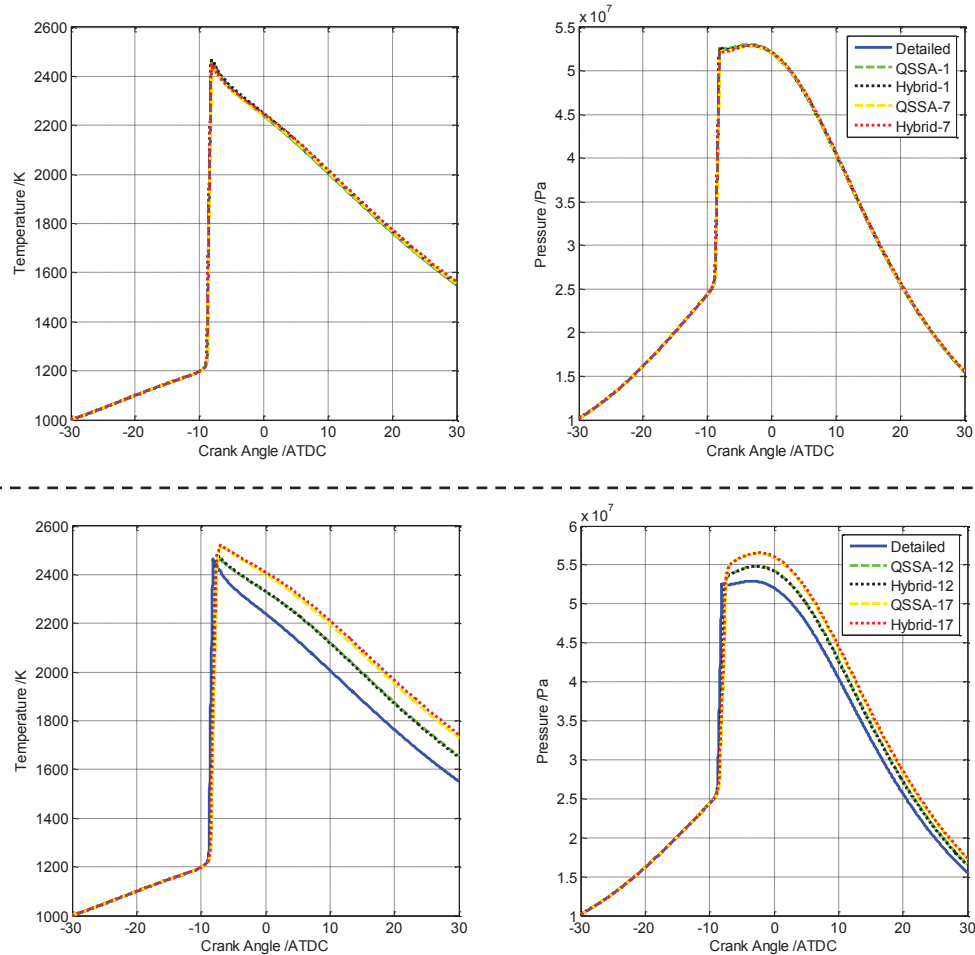 2600
2400
2200
2000
1800
1600
1400
1200
1000
Temperature /K
-30 -20 -10 0 10 20 30
Crank Angle /ATDC
x 10^7
5.5
5
4.5
4
3.5
3
2.5
2
1.5
1
Pressure /Pa
Detailed
QSSA-1
Hybrid-1
QSSA-7
Hybrid-7
-30 -20 -10 0 10 20 30
Crank Angle /ATDC
2600
2400
2200
2000
1800
1600
1400
1200
1000
Temperature /K
-30 -20 -10 0 10 20 30
Crank Angle /ATDC
x 10^7
6
5.5
5
4.5
4
3.5
3
2.5
2
1.5
1
Pressure /Pa
Detailed
QSSA-12
Hybrid-12
QSSA-17
Hybrid-17
-30 -20 -10 0 10 20 30
Crank Angle /ATDC